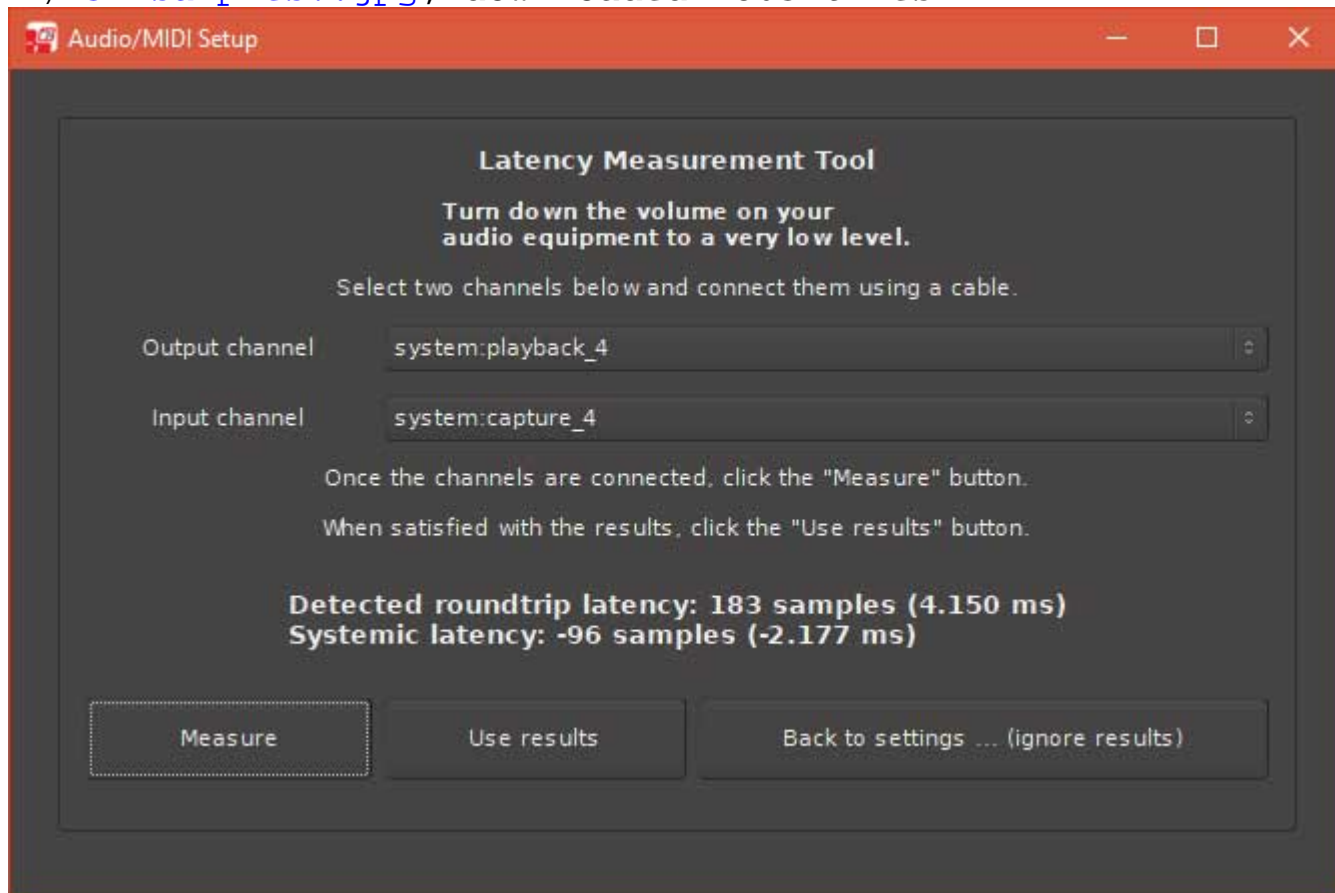 Audio/MIDI Setup
Latency Measurement Tool
Turn down the volume on your
audio equipment to a very low level.
Select two channels below and connect them using a cable.
Output channel system:playback_4
Input channel system:capture_4
Once the channels are connected, click the "Measure" button.
When satisfied with the results, click the "Use results" button.
Detected roundtrip latency: 183 samples (4.150 ms)
Systemic latency: -96 samples (-2.177 ms)
Measure Use results Back to settings ... (ignore results)